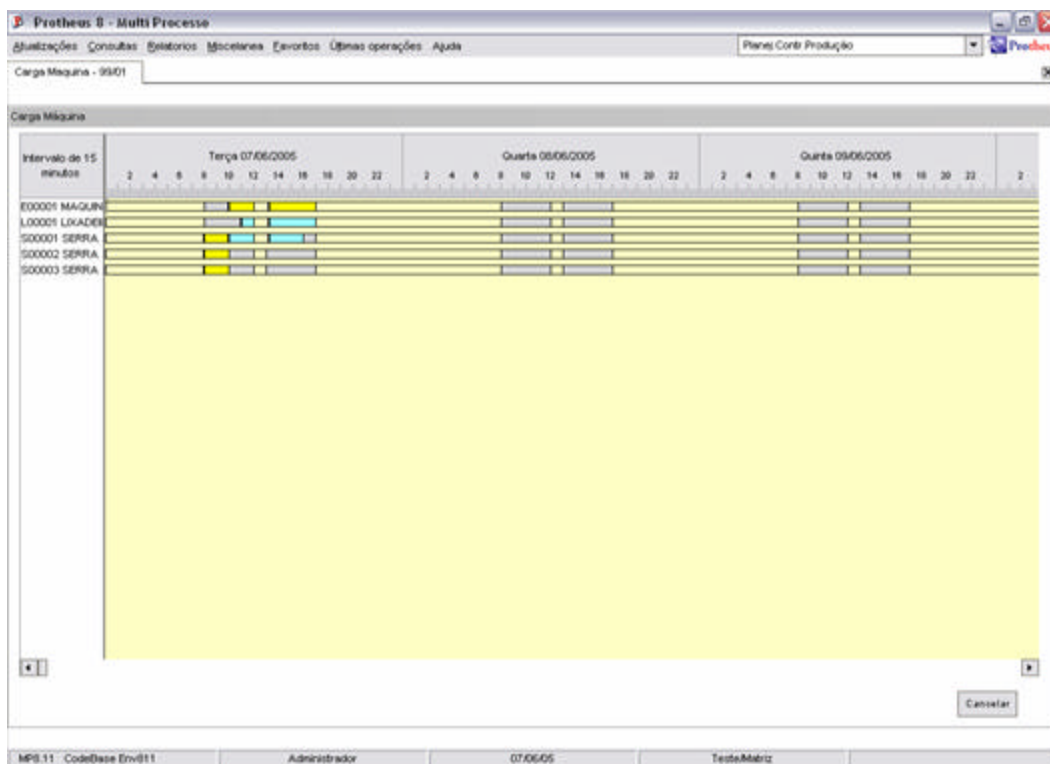 Protheus 8 - Multi Processo
Atualizações Consultas Relatorios Miscelanea Favoritos Últimas operações Ajuda
Planej.Contr Produção
Protheus
Carga Maquina - 99/01
Carga Máquina
Intervalo de 15 minutos
Terça 07/06/2005
Quarta 08/06/2005
Quinta 09/06/2005
2 4 6 8 10 12 14 16 18 20 22
2 4 6 8 10 12 14 16 18 20 22
2 4 6 8 10 12 14 16 18 20 22
2
E00001 MAQUIN
L00001 LIXADEI
S00001 SERRA
S00002 SERRA
S00003 SERRA
Cancelar
MP8.11 CodeBase Env811
Administrador
07/06/05
Teste/Matriz